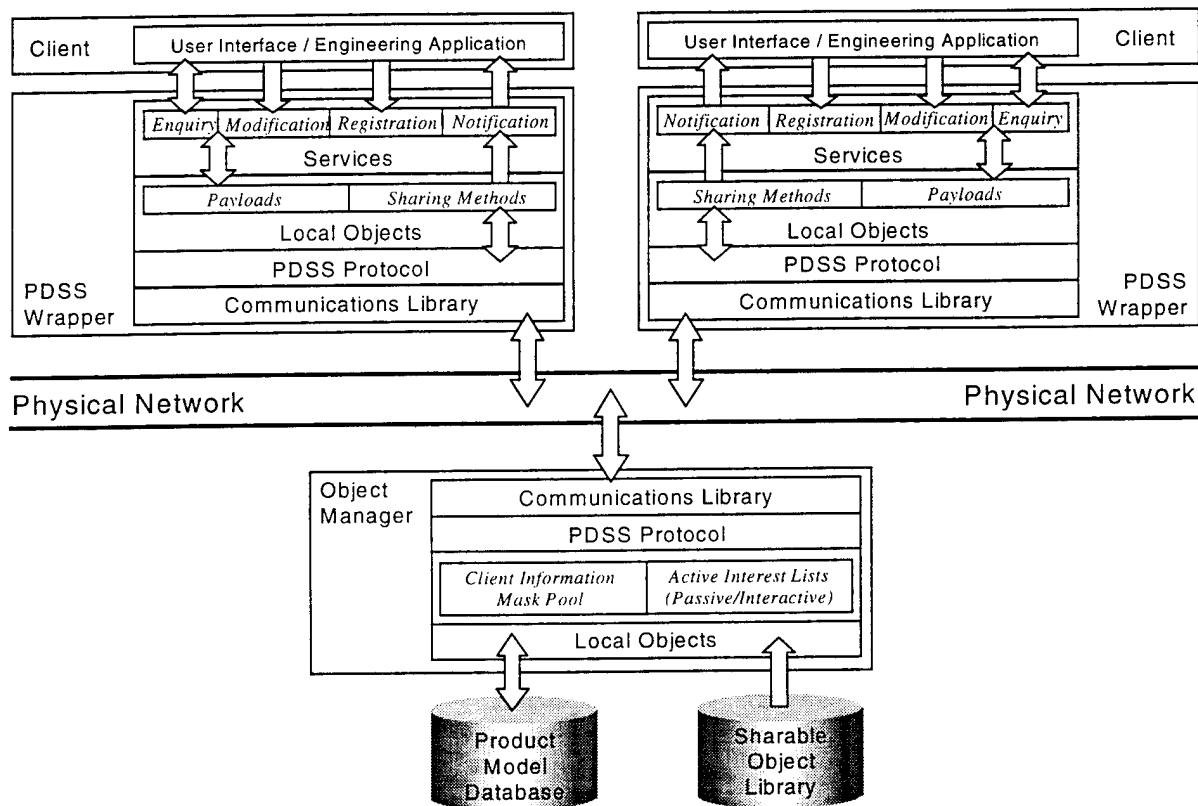 Client
User Interface / Engineering Application
Enquiry Modification Registration Notification
Services
Payloads Sharing Methods
Local Objects
PDSS Protocol
Communications Library
PDSS
Wrapper
User Interface / Engineering Application
Client
Notification Registration Modification Enquiry
Services
Sharing Methods Payloads
Local Objects
PDSS Protocol
Communications Library
PDSS
Wrapper
Physical Network
Physical Network
Object
Manager
Communications Library
PDSS Protocol
Client Information
Mask Pool
Active Interest Lists
(Passive/Interactive)
Local Objects
Product
Model
Database
Sharable
Object
Library